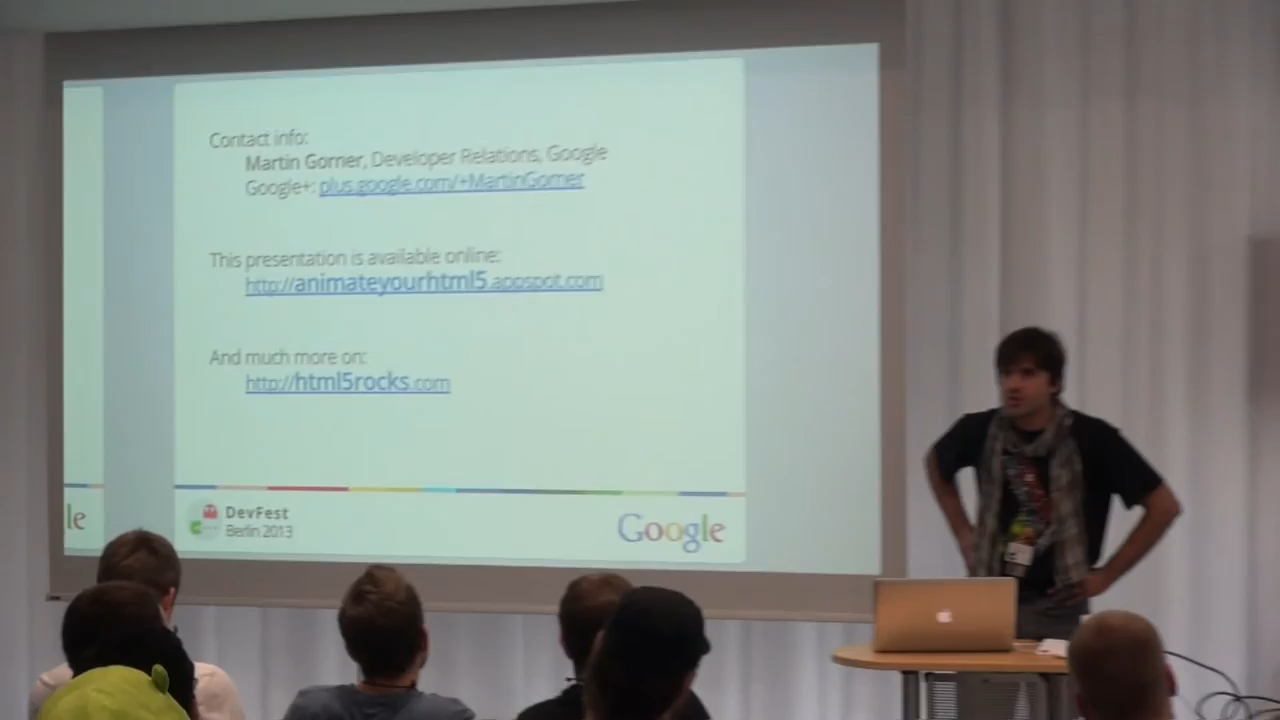 Contact info:
Martin Gorner, Developer Relations, Google
Google+: plus.google.com/+MartinGorner
This presentation is available online:
http://animateyourhtml5.appspot.com
And much more on:
http://html5rocks.com
le
DevFest
Berlin 2013
Google